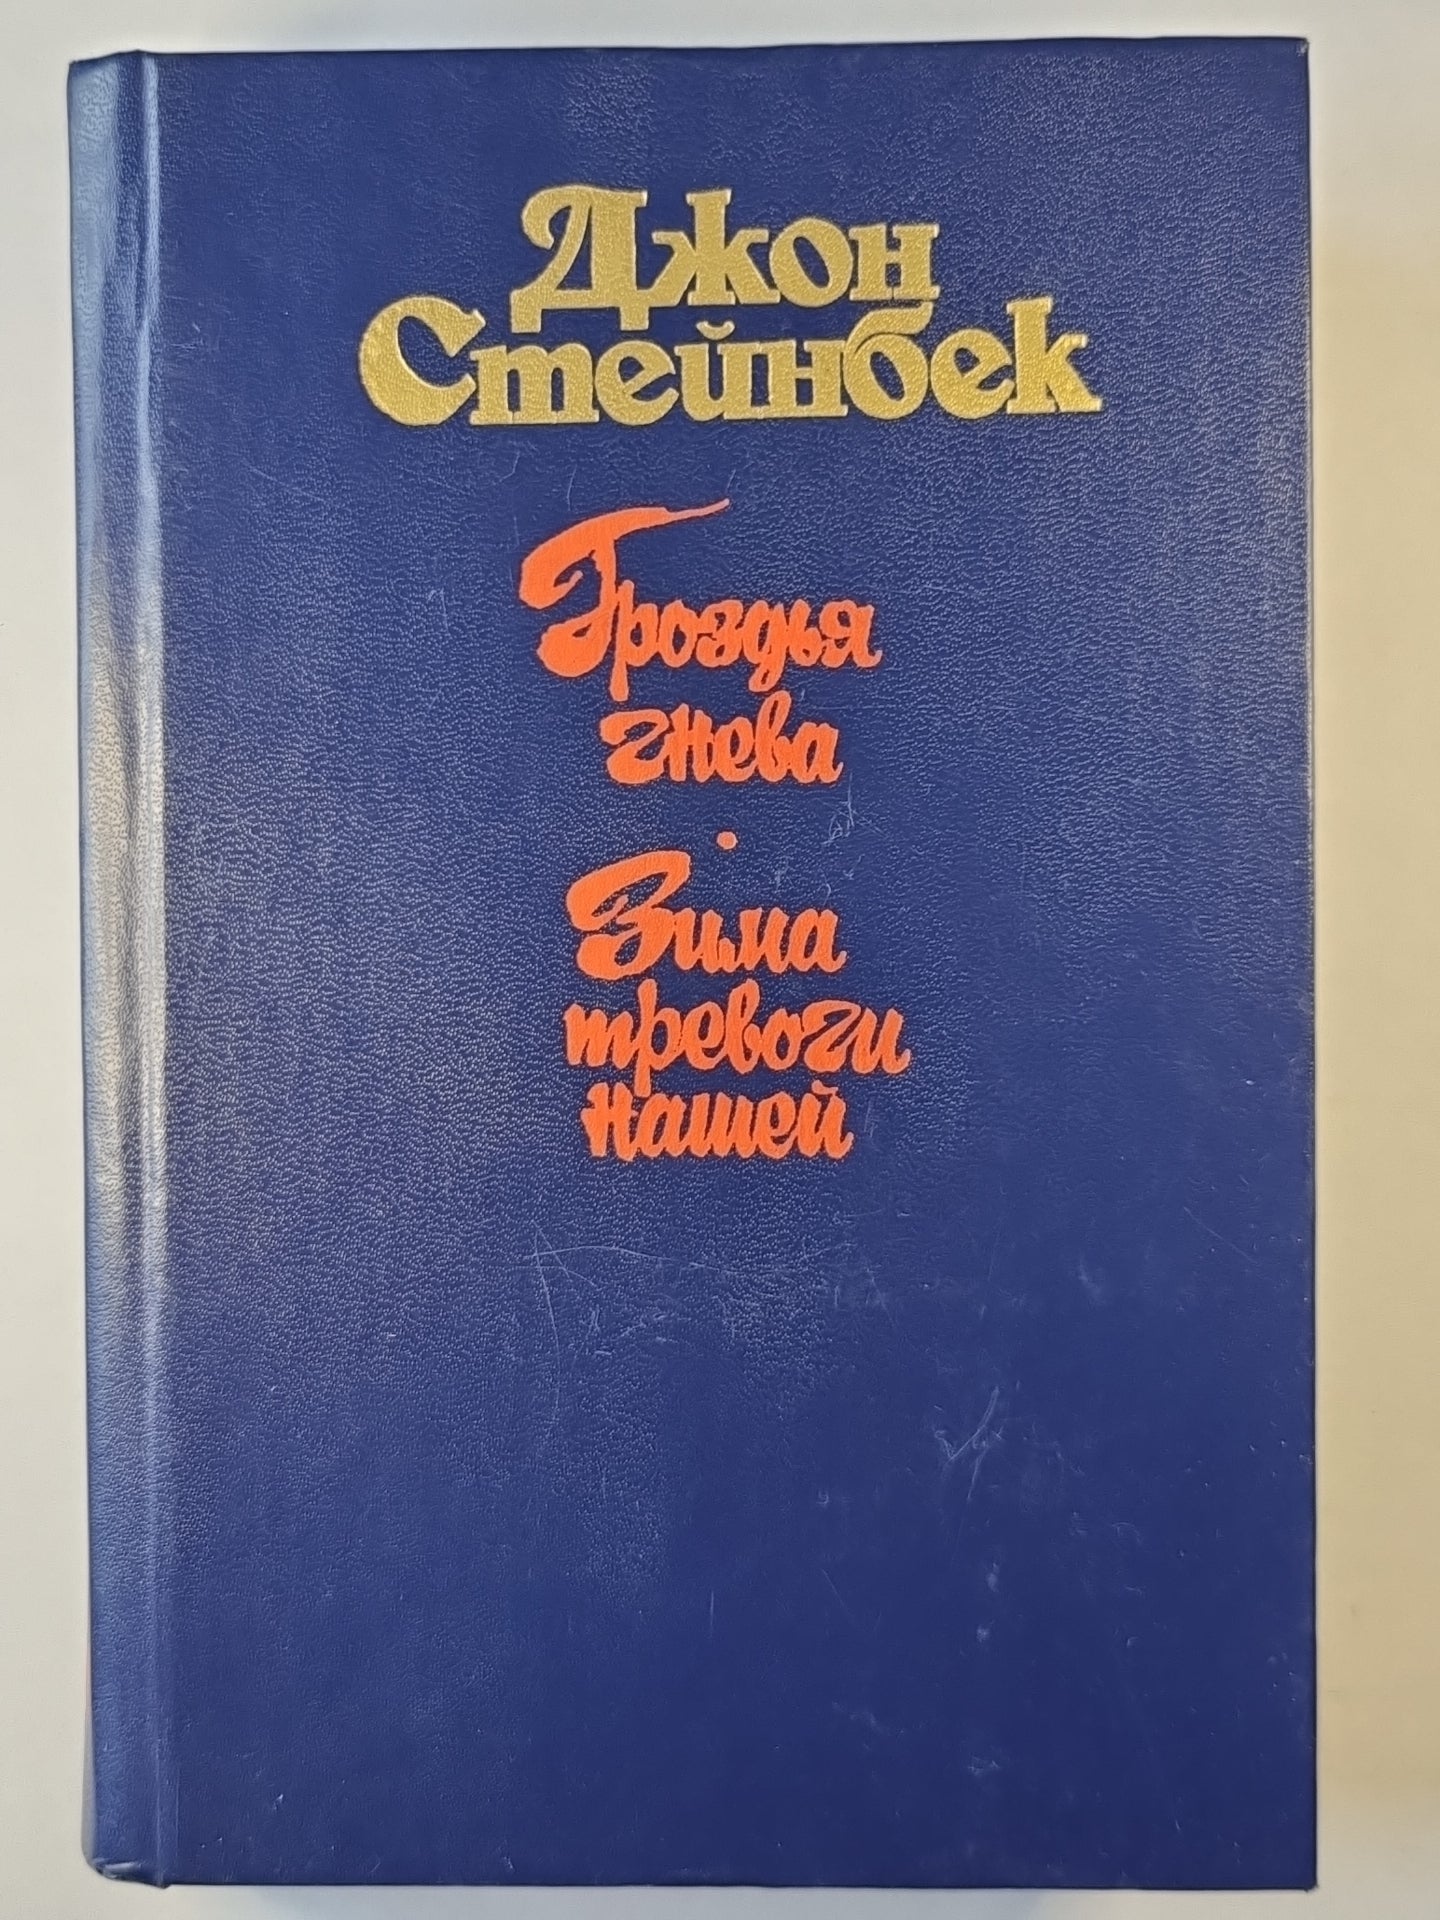 Джон
Стейнбек
Гроздья
гнева
·
Зима
тревоги
нашей